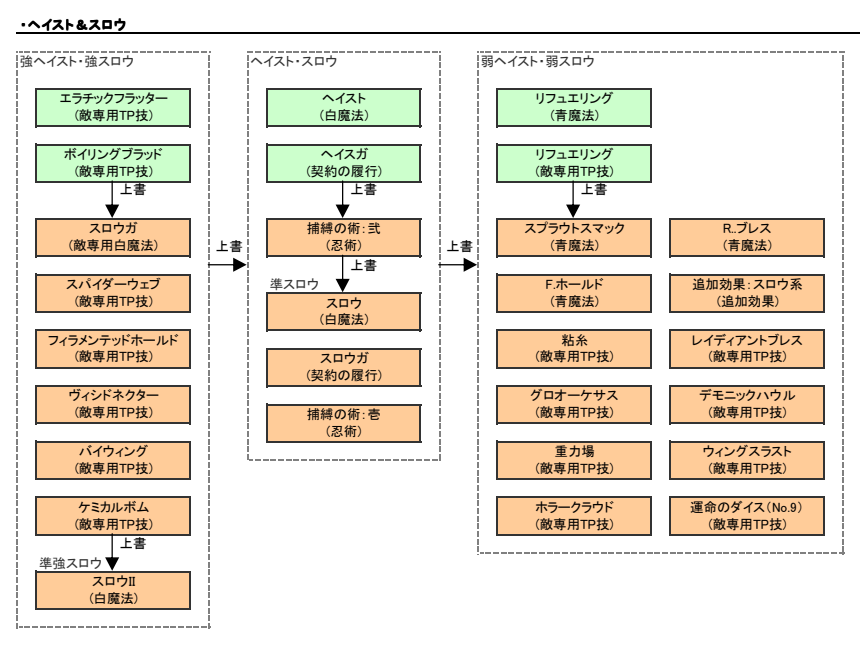 ・ヘイスト＆スロウ
強ヘイスト・強スロウ
エラチックフラッター
(敵専用TP技)
ボイリングブラッド
(敵専用TP技)
上書
スロウガ
(敵専用白魔法)
スパイダーウェブ
(敵専用TP技)
フィラメンテッドホールド
(敵専用TP技)
ヴィシドネクター
(敵専用TP技)
バイウィング
(敵専用TP技)
ケミカルボム
(敵専用TP技)
上書
準強スロウ
スロウII
(白魔法)
上書
ヘイスト・スロウ
ヘイスト
(白魔法)
ヘイスガ
(契約の履行)
上書
捕縛の術：弐
(忍術)
上書
準スロウ
スロウ
(白魔法)
スロウガ
(契約の履行)
捕縛の術：壱
(忍術)
上書
弱ヘイスト・弱スロウ
リフュエリング
(青魔法)
リフュエリング
(敵専用TP技)
上書
スプラウトスマック
(青魔法)
F.ホールド
(青魔法)
粘糸
(敵専用TP技)
グロオーケサス
(敵専用TP技)
重力場
(敵専用TP技)
ホラークラウド
(敵専用TP技)
R..ブレス
(青魔法)
追加効果：スロウ系
(追加効果)
レイディアントブレス
(敵専用TP技)
デモニックハウル
(敵専用TP技)
ウィングスラスト
(敵専用TP技)
運命のダイス(No.9)
(敵専用TP技)